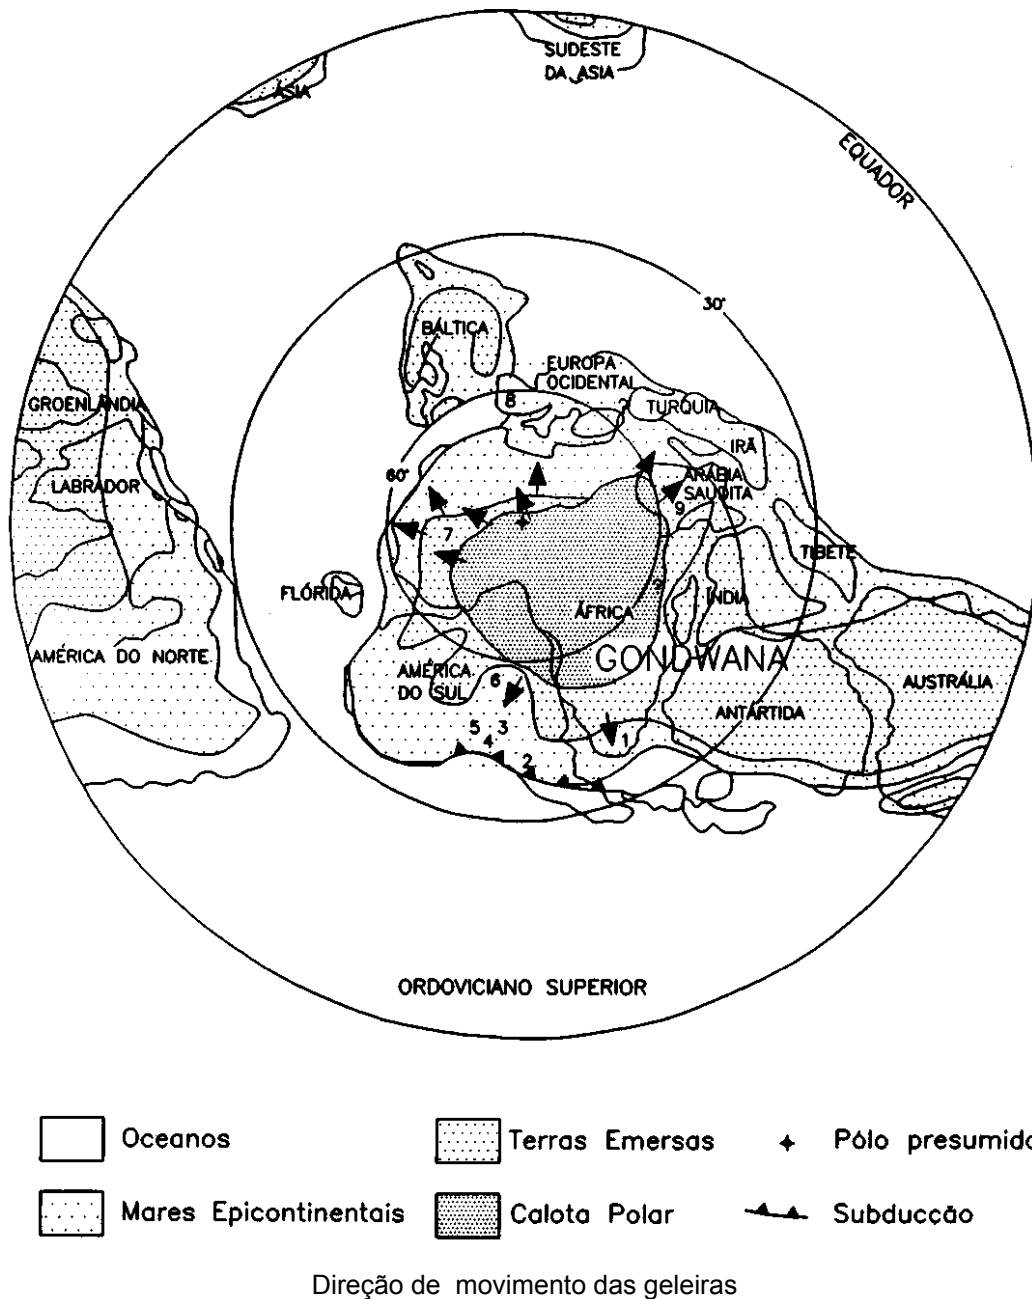 SUDESTE
DA ASIA
ÁSIA
EQUADOR
30°
BÁLTICA
EUROPA
OCIDENTAL
8
?
TURQUIA
GROENLÂNDIA
IRÃ
60°
ARÁBIA
SAUDITA
LABRADOR
9
7
TIBETE
FLÓRIDA
?
ÍNDIA
ÁFRICA
AMÉRICA DO NORTE
GONDWANA
AMÉRICA
DO SUL
6
AUSTRÁLIA
ANTÁRTIDA
5 3
4
1
2
ORDOVICIANO SUPERIOR
Oceanos
Terras Emersas
Pólo presumido
Mares Epicontinentais
Calota Polar
Subducção
Direção de movimento das geleiras